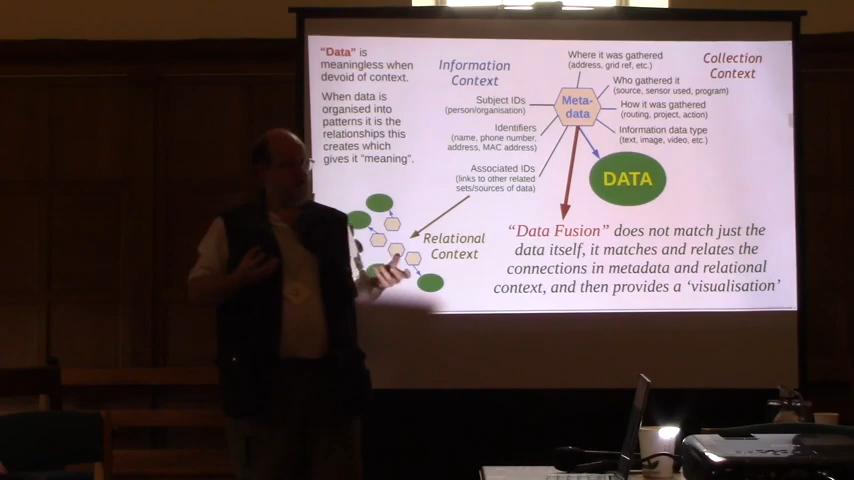 “Data” is
meaningless when
devoid of context.
When data is
organised into
patterns it is the
relationships this
creates which
gives it ”meaning”.
Information
Context
Subject IDs
(person/organisation)
Identifiers
(name, phone number,
address, MAC address)
Associated IDs
(links to other related
sets/sources of data)
Where it was gathered
(address, grid ref, etc.)
Collection
Context
Who gathered it
(source, sensor used, program)
How it was gathered
(routing, project, action)
Information data type
(text, image, video, etc.)
Meta-
data
DATA
Relational
Context
“Data Fusion” does not match just the
data itself, it matches and relates the
connections in metadata and relational
context, and then provides a ‘visualisation’